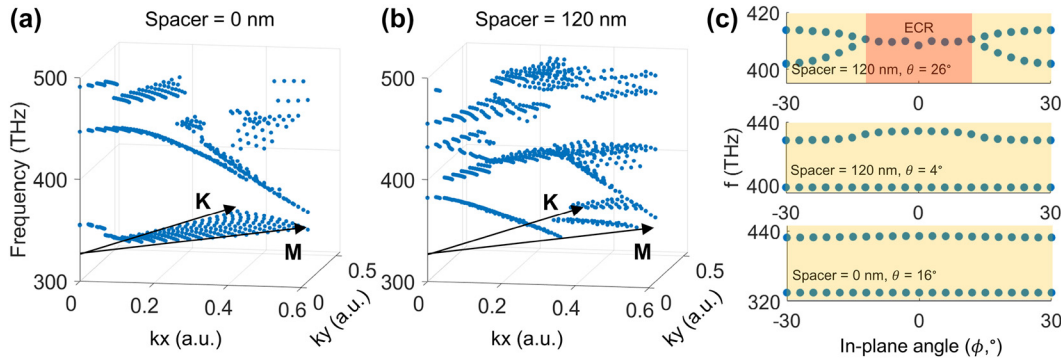 (a)
Spacer = 0 nm
Frequency (THz)
500
400
300
K
M
0
0.2
0.4
0.6
kx (a.u.)
0
0.5
ky (a.u.)
(b)
Spacer = 120 nm
500
400
300
K
M
0
0.2
0.4
0.6
kx (a.u.)
0
0.5
ky (a.u.)
(c)
420
400
ECR
Spacer = 120 nm, θ = 26°
-30
0
30
f (THz)
440
400
Spacer = 120 nm, θ = 4°
-30
0
30
440
320
Spacer = 0 nm, θ = 16°
-30
0
30
In-plane angle (ϕ,°)